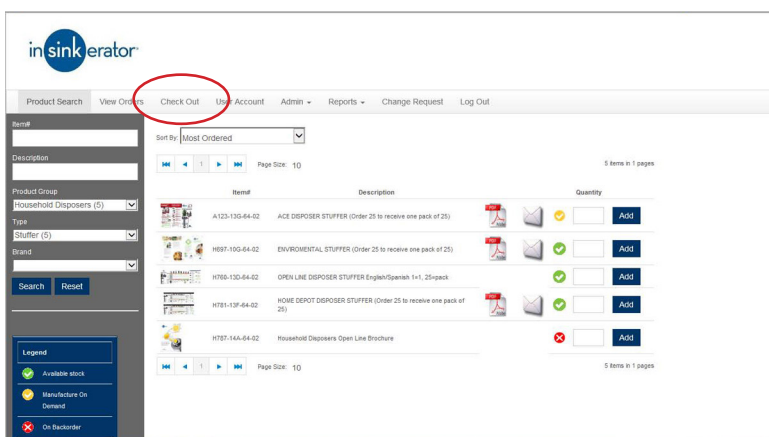 insinkerator
Product Search View Orders Check Out User Account Admin Reports Change Request Log Out
Item#
Description
Product Group
Household Disposers (5)
Type
Stuffer (5)
Brand
Search Reset
Legend
Available stock
Manufacture On
Demand
On Backorder
Sort By: Most Ordered
1 Page Size: 10 5 items in 1 pages
Item# Description Quantity
A123-13G-64-02 ACE DISPOSER STUFFER (Order 25 to receive one pack of 25) Add
H697-10G-64-02 ENVIROMENTAL STUFFER (Order 25 to receive one pack of 25) Add
H760-13D-64-02 OPEN LINE DISPOSER STUFFER English/Spanish 1=1, 25=pack Add
H781-13F-64-02 HOME DEPOT DISPOSER STUFFER (Order 25 to receive one pack of
25) Add
H787-14A-64-02 Household Disposers Open Line Brochure Add
1 Page Size: 10 5 items in 1 pages